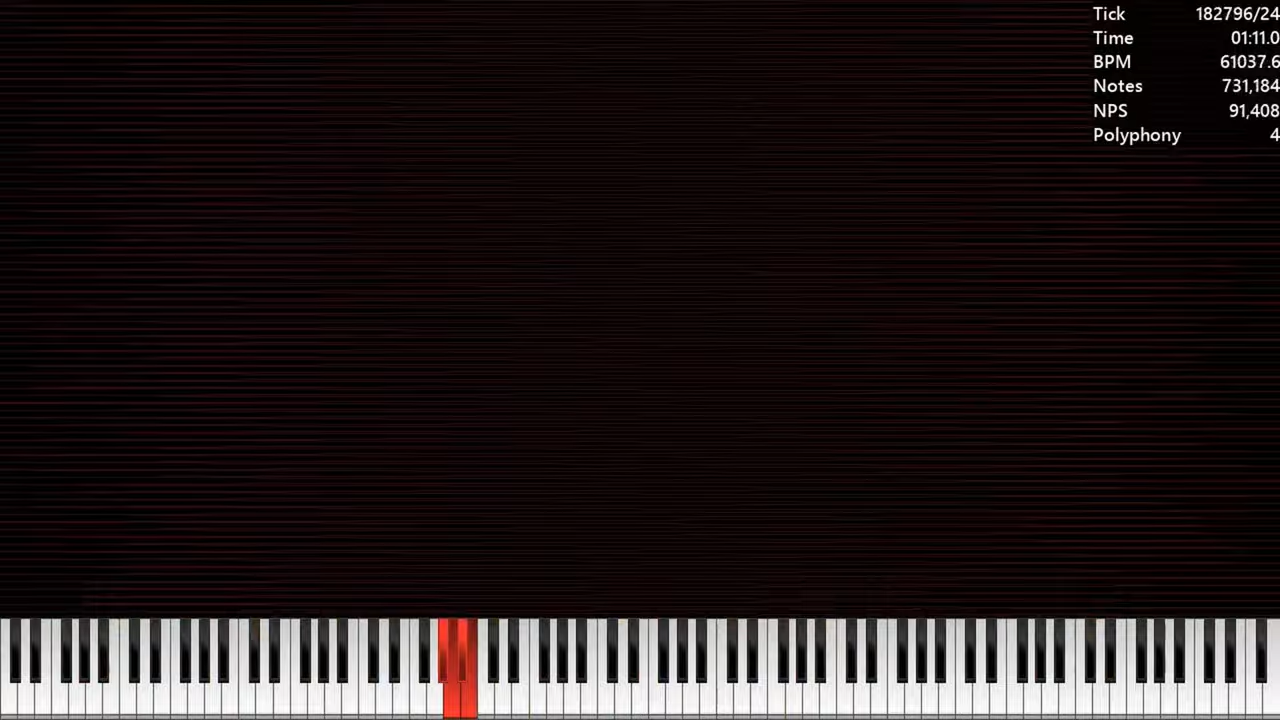 Tick 182796/24
Time 01:11.0
BPM 61037.6
Notes 731,184
NPS 91,408
Polyphony 4